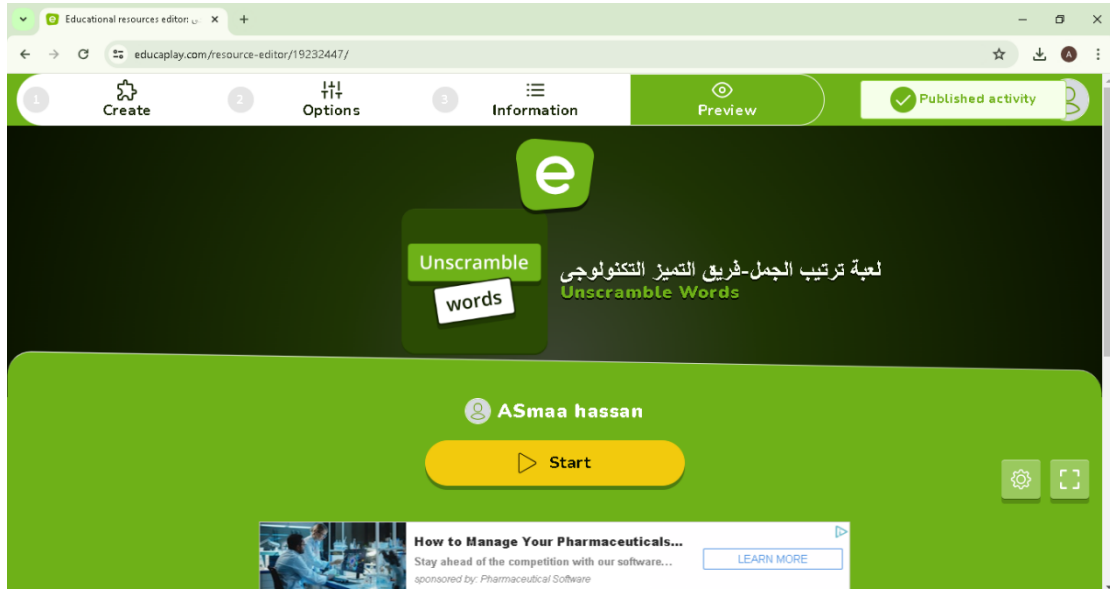 Educational resources editor:
educaplay.com/resource-editor/19232447/
A
1
Create
2
Options
3
Information
Preview
Published activity
e
Unscramble
words
لعبة ترتيب الجمل-فريق التميز التكنولوجى
Unscramble Words
ASmaa hassan
Start
How to Manage Your Pharmaceuticals...
Stay ahead of the competition with our software...
sponsored by: Pharmaceutical Software
LEARN MORE